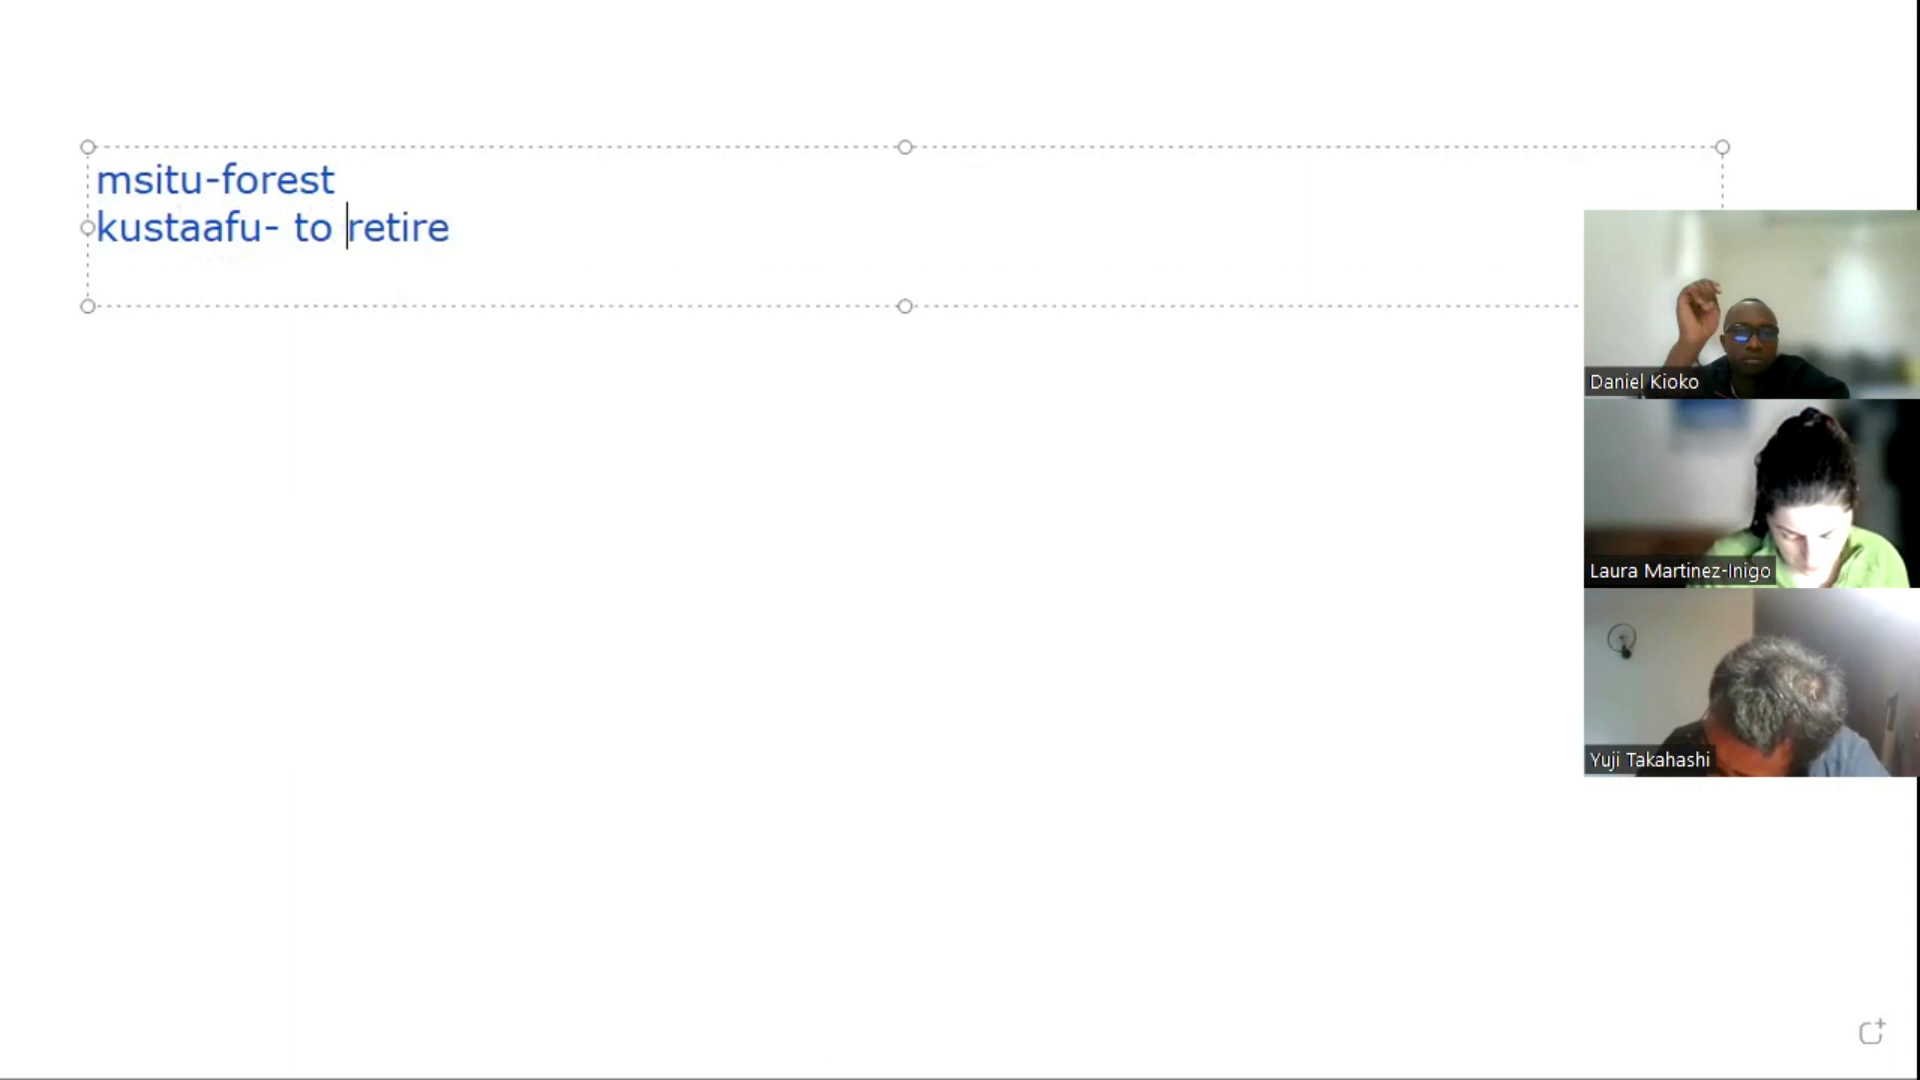 msitu-forest
kustaafu- to retire
Daniel Kioko
Laura Martinez-Inigo
Yuji Takahashi